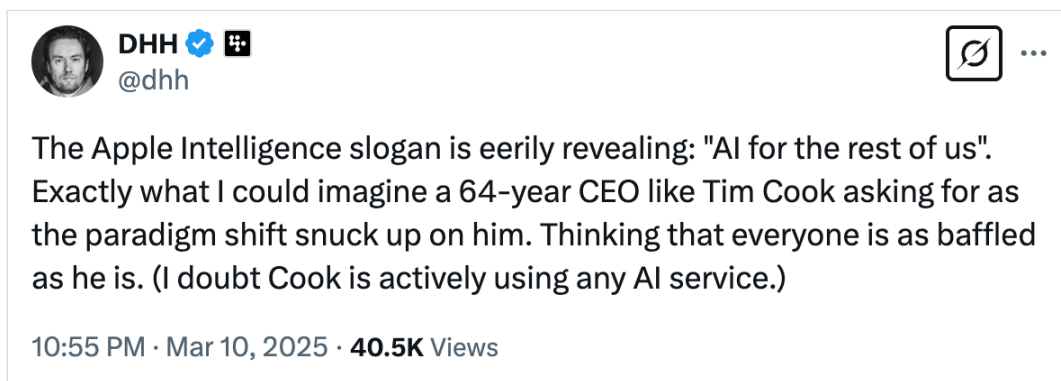 DHH
@dhh
The Apple Intelligence slogan is eerily revealing: "AI for the rest of us".
Exactly what I could imagine a 64-year CEO like Tim Cook asking for as
the paradigm shift snuck up on him. Thinking that everyone is as baffled
as he is. (I doubt Cook is actively using any AI service.)
10:55 PM · Mar 10, 2025 · 40.5K Views